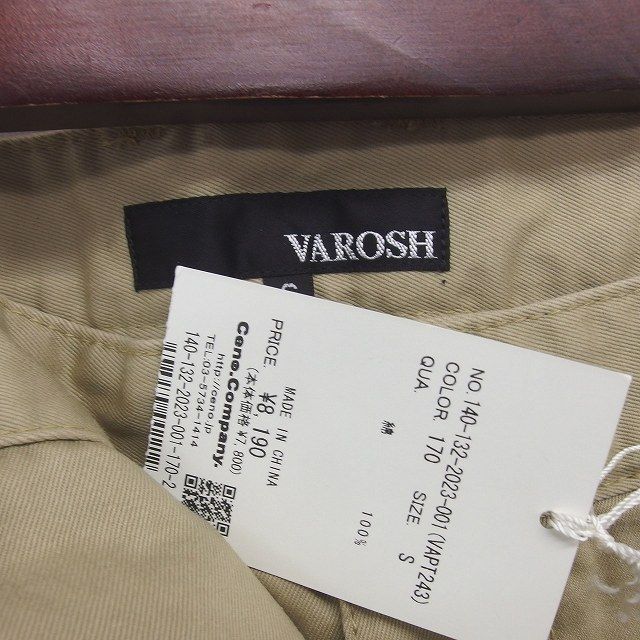 VAROSH
S
NO. 140-132-2023-001(VAPT243)
COLOR 170 SIZE S
QUA.
綿 100%
MADE IN CHINA
PRICE ¥8,190
(本体価格¥7,800)
Ceno.Company.
http://ceno.jp
TEL.03-5734-1414
140-132-2023-001-170-2